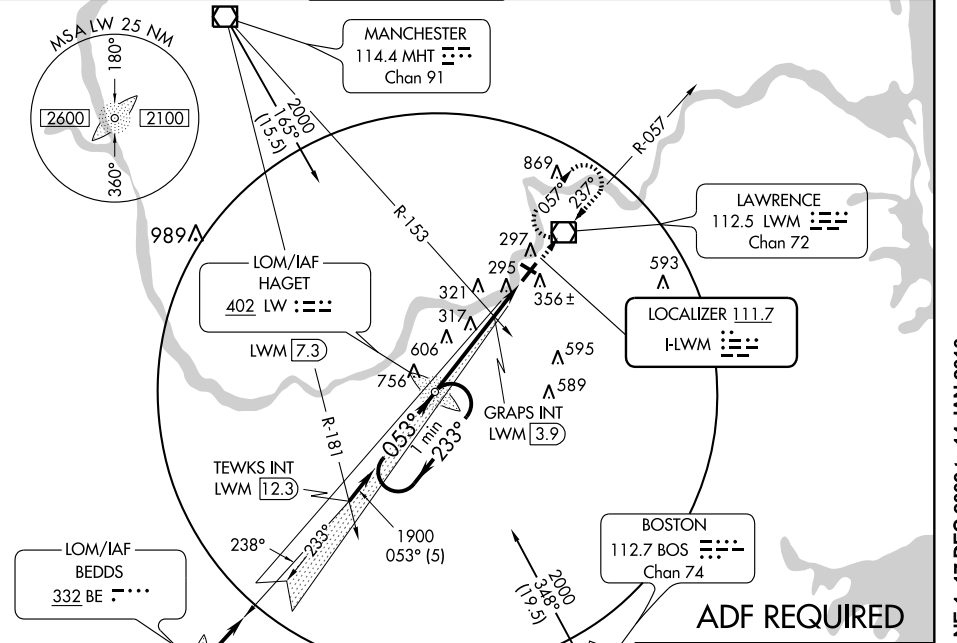 MSA LW 25 NM
180°
2600
2100
360°
MANCHESTER
114.4 MHT
Chan 91
2000
165°
(15.5)
R-153
R-057
869
057°
237°
LAWRENCE
112.5 LWM
Chan 72
989
297
295
321
356±
593
317
LOM/IAF
HAGET
402 LW
LOCALIZER 111.7
I-LWM
LWM 7.3
606
756
595
589
R-181
053°
1 min
233°
GRAPS INT
LWM 3.9
TEWKS INT
LWM 12.3
238°
233°
1900
053° (5)
LOM/IAF
BEDDS
332 BE
2000
348°
(19.5)
BOSTON
112.7 BOS
Chan 74
ADF REQUIRED